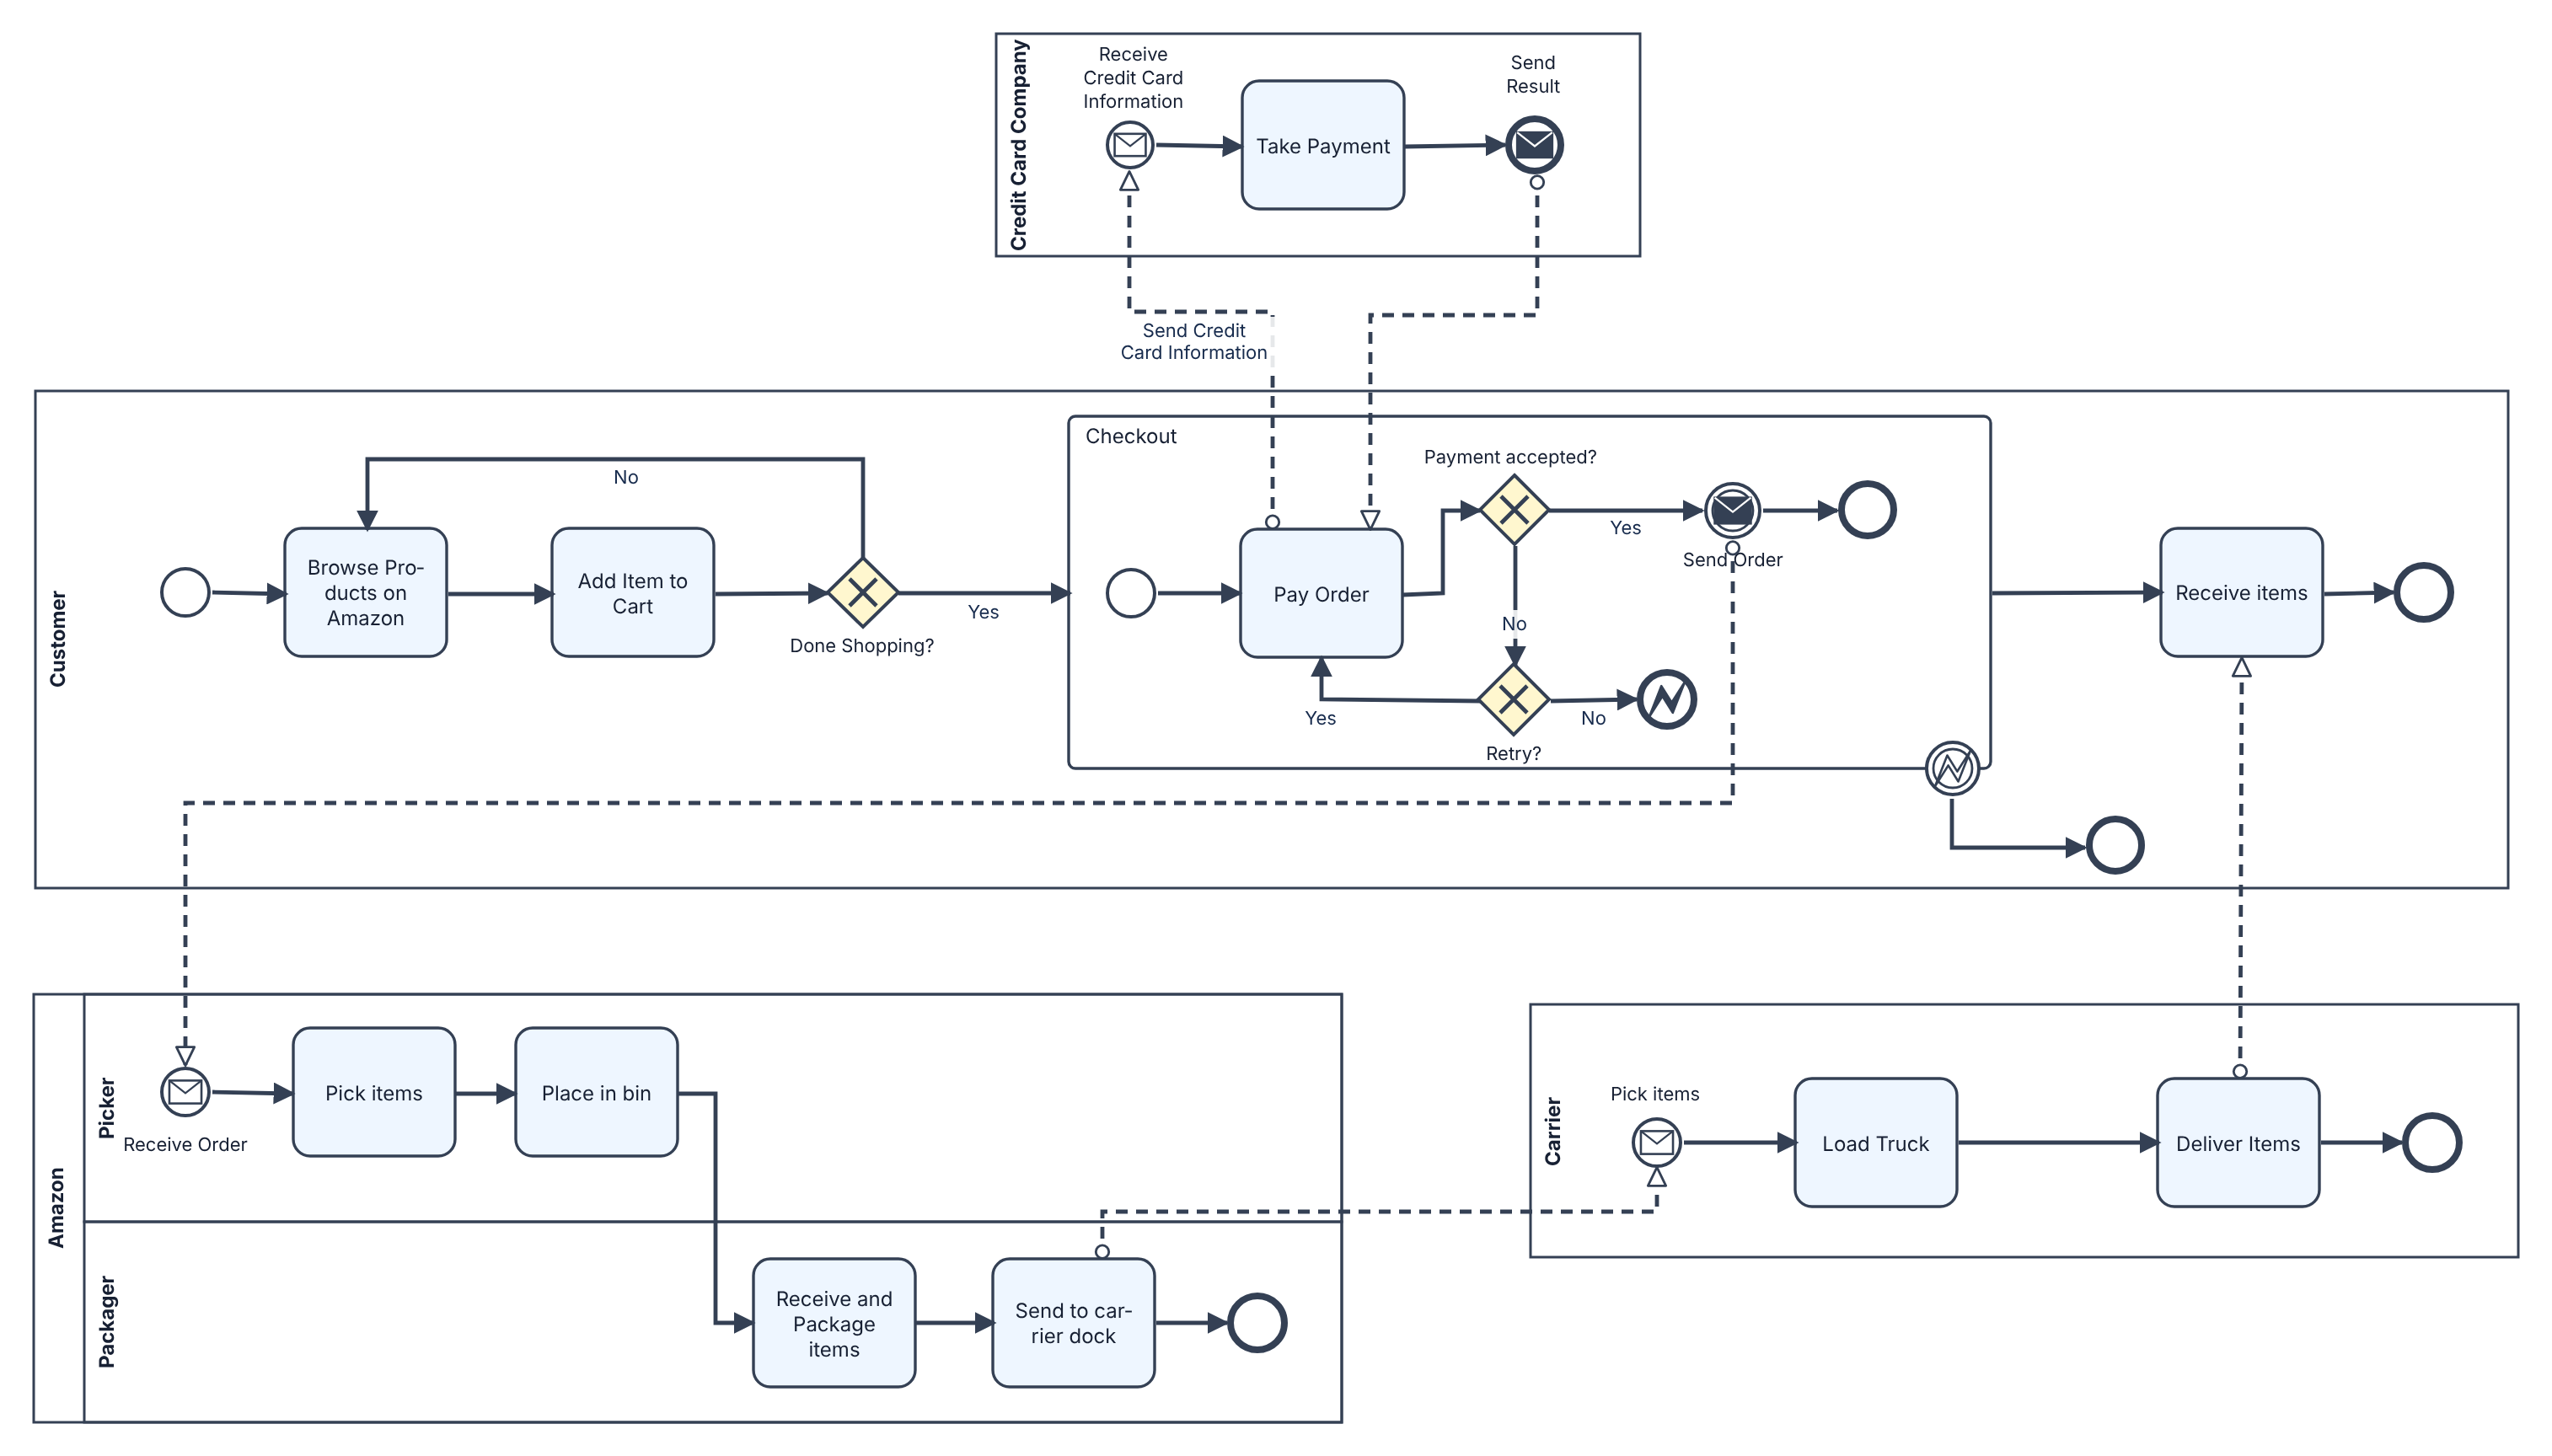 Credit Card Company
Receive
Credit Card
Information
Take Payment
Send
Result
Send Credit
Card Information
Customer
No
Browse Pro-
ducts on
Amazon
Add Item to
Cart
Done Shopping?
Yes
Checkout
Pay Order
Payment accepted?
Yes
Send Order
No
Yes
Retry?
No
Receive items
Amazon
Picker
Receive Order
Pick items
Place in bin
Packager
Receive and
Package
items
Send to car-
rier dock
Carrier
Pick items
Load Truck
Deliver Items